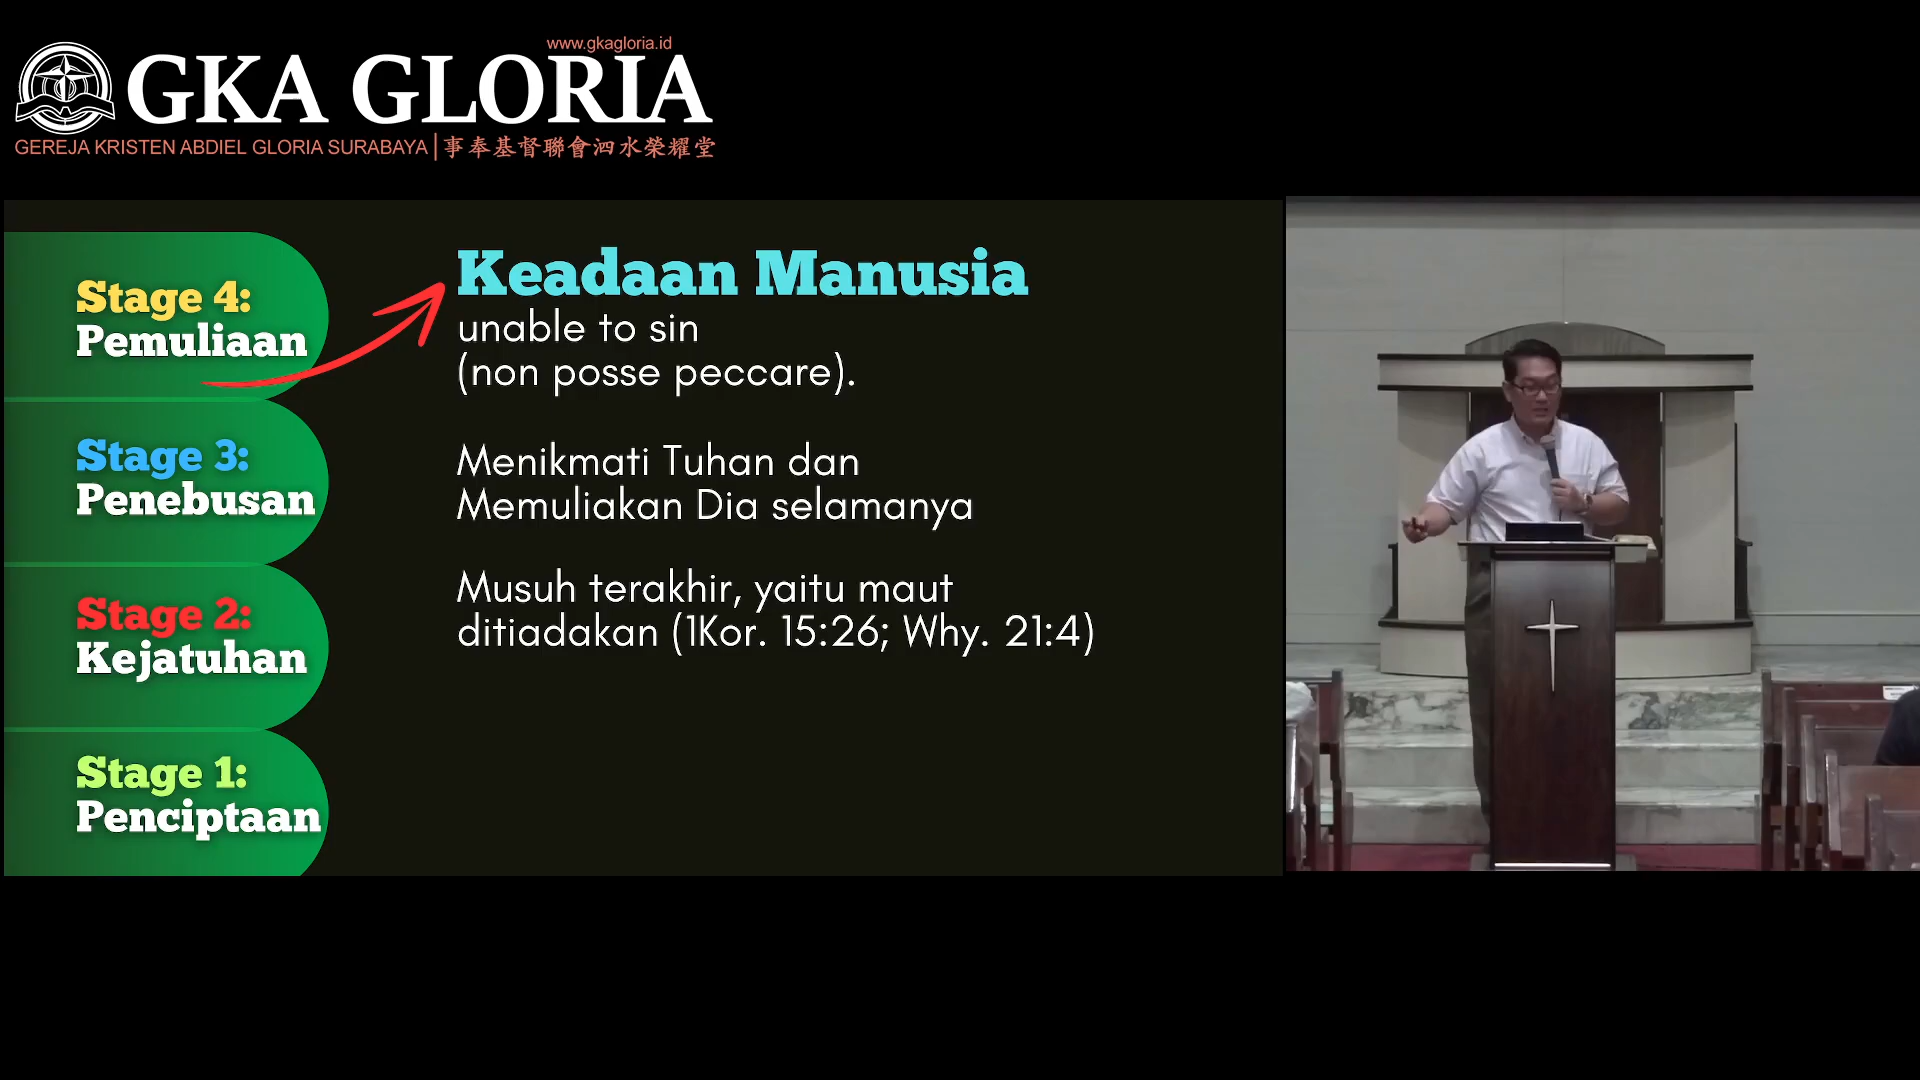 www.gkagloria.id
GKA GLORIA
GEREJA KRISTEN ABDIEL GLORIA SURABAYA | 事奉基督聯會泗水榮耀堂
Stage 4:
Pemuliaan
Stage 3:
Penebusan
Stage 2:
Kejatuhan
Stage 1:
Penciptaan
Keadaan Manusia
unable to sin
(non posse peccare).
Menikmati Tuhan dan
Memuliakan Dia selamanya
Musuh terakhir, yaitu maut
ditiadakan (1Kor. 15:26; Why. 21:4)